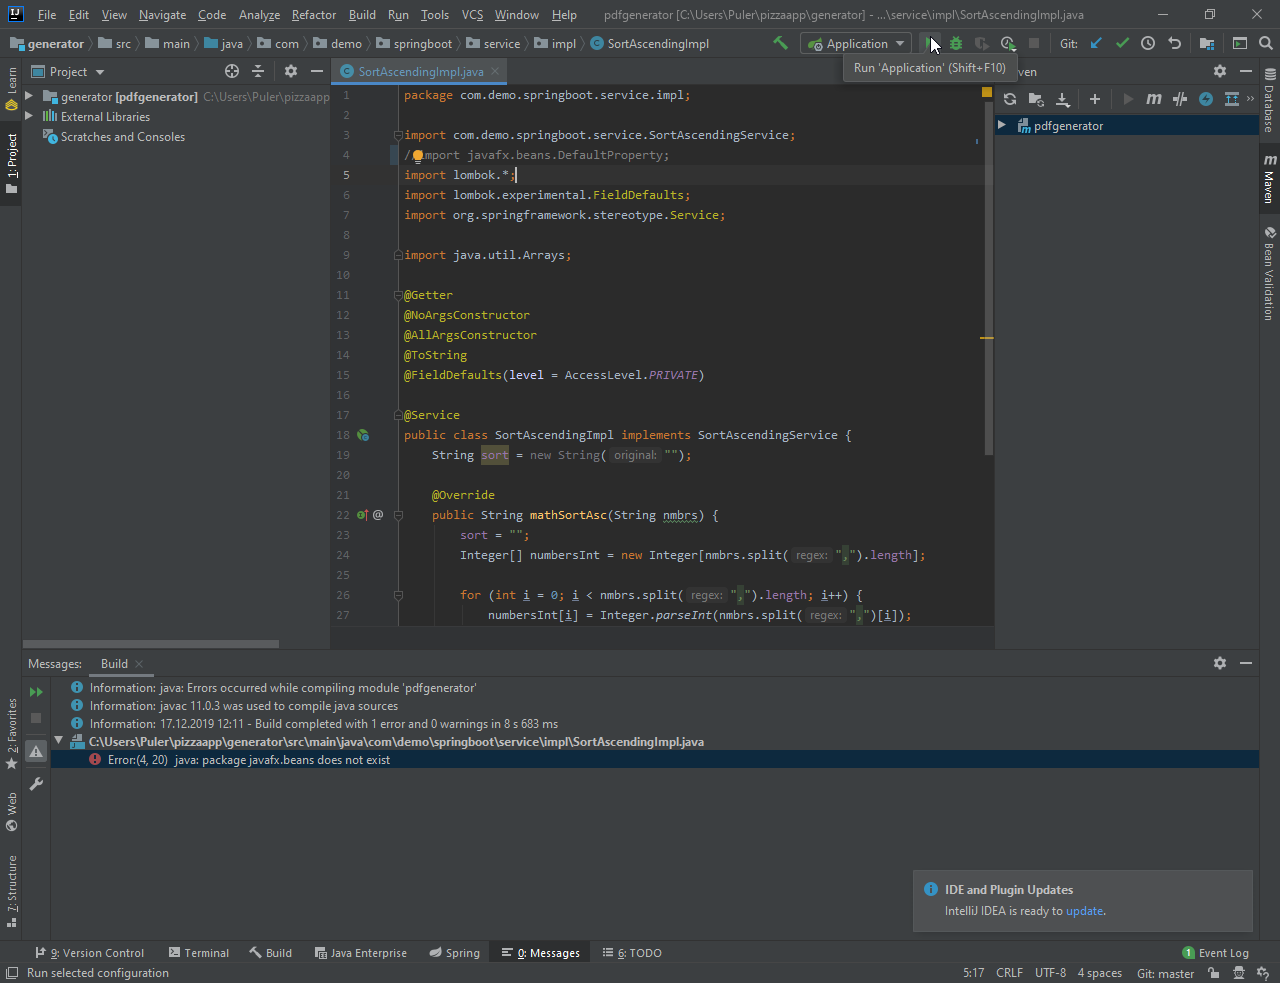 File Edit View Navigate Code Analyze Refactor Build Run Tools VCS Window Help pdfgenerator [C:\Users\Puler\pizzaapp\generator] - ...\service\impl\SortAscendingImpl.java
generator src main java com demo springboot service impl SortAscendingImpl Application Git:
Run 'Application' (Shift+F10)
Project
SortAscendingImpl.java
generator [pdfgenerator] C:\Users\Puler\pizzaapp
External Libraries
Scratches and Consoles
1 package com.demo.springboot.service.impl;
2
3 import com.demo.springboot.service.SortAscendingService;
4 / mport javafx.beans.DefaultProperty;
5 import lombok.*;
6 import lombok.experimental.FieldDefaults;
7 import org.springframework.stereotype.Service;
8
9 import java.util.Arrays;
10
11 @Getter
12 @NoArgsConstructor
13 @AllArgsConstructor
14 @ToString
15 @FieldDefaults(level = AccessLevel.PRIVATE)
16
17 @Service
18 public class SortAscendingImpl implements SortAscendingService {
19 String sort = new String( original: "");
20
21 @Override
22 @ public String mathSortAsc(String nmbrs) {
23 sort = "";
24 Integer[] numbersInt = new Integer[nmbrs.split( regex: ",").length];
25
26 for (int i = 0; i < nmbrs.split( regex: ",").length; i++) {
27 numbersInt[i] = Integer.parseInt(nmbrs.split( regex: ",")[i]);
ven
pdfgenerator
Learn
1: Project
2: Favorites
Web
7: Structure
Database
Maven
Bean Validation
Messages: Build
Information: java: Errors occurred while compiling module 'pdfgenerator'
Information: javac 11.0.3 was used to compile java sources
Information: 17.12.2019 12:11 - Build completed with 1 error and 0 warnings in 8 s 683 ms
C:\Users\Puler\pizzaapp\generator\src\main\java\com\demo\springboot\service\impl\SortAscendingImpl.java
Error:(4, 20) java: package javafx.beans does not exist
IDE and Plugin Updates
IntelliJ IDEA is ready to update.
9: Version Control Terminal Build Java Enterprise Spring 0: Messages 6: TODO 1 Event Log
Run selected configuration 5:17 CRLF UTF-8 4 spaces Git: master